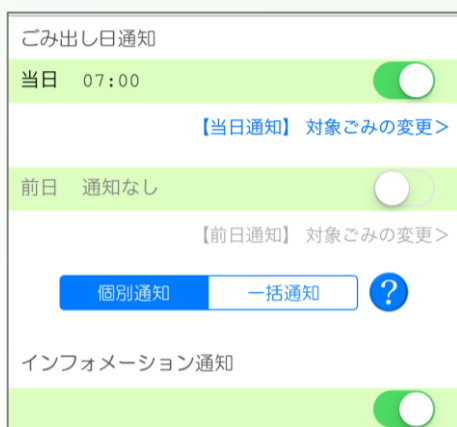 ごみ出し日通知
当日 07:00
【当日通知】 対象ごみの変更＞
前日 通知なし
【前日通知】 対象ごみの変更＞
個別通知 一括通知 ?
インフォメーション通知